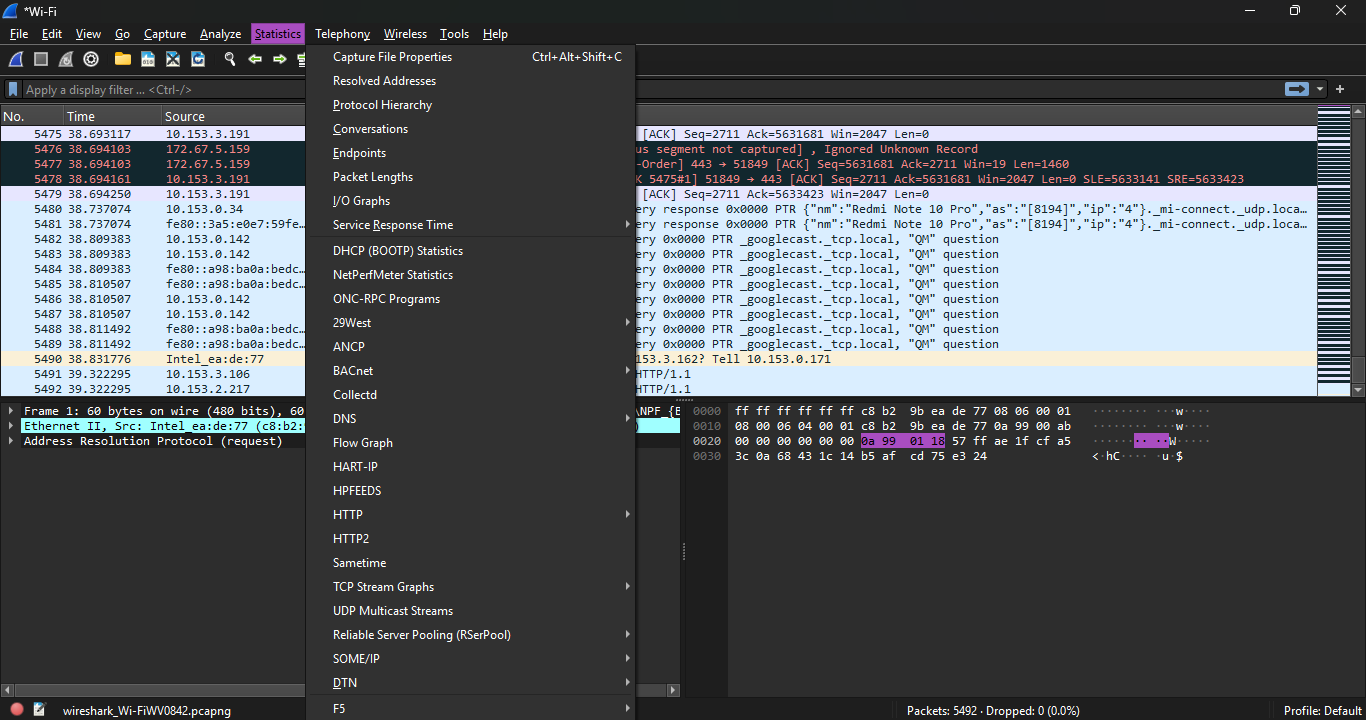 *Wi-Fi
File Edit View Go Capture Analyze Statistics Telephony Wireless Tools Help
Apply a display filter ... <Ctrl-/>
No. Time Source
5475 38.693117 10.153.3.191 [ACK] Seq=2711 Ack=5631681 Win=2047 Len=0
5476 38.694103 172.67.5.159 us segment not captured] , Ignored Unknown Record
5477 38.694103 172.67.5.159 -Order] 443 → 51849 [ACK] Seq=5631681 Ack=2711 Win=19 Len=1460
5478 38.694161 10.153.3.191 K 5475#1] 51849 → 443 [ACK] Seq=2711 Ack=5631681 Win=2047 Len=0 SLE=5633141 SRE=5633423
5479 38.694250 10.153.3.191 [ACK] Seq=2711 Ack=5633423 Win=2047 Len=0
5480 38.737074 10.153.0.34 ery response 0x0000 PTR {"nm":"Redmi Note 10 Pro","as":"[8194]","ip":"4"}._mi-connect._udp.loca…
5481 38.737074 fe80::3a5:e0e7:59fe… ery response 0x0000 PTR {"nm":"Redmi Note 10 Pro","as":"[8194]","ip":"4"}._mi-connect._udp.loca…
5482 38.809383 10.153.0.142 ery 0x0000 PTR _googlecast._tcp.local, "QM" question
5483 38.809383 10.153.0.142 ery 0x0000 PTR _googlecast._tcp.local, "QM" question
5484 38.809383 fe80::a98:ba0a:bedc… ery 0x0000 PTR _googlecast._tcp.local, "QM" question
5485 38.810507 fe80::a98:ba0a:bedc… ery 0x0000 PTR _googlecast._tcp.local, "QM" question
5486 38.810507 10.153.0.142 ery 0x0000 PTR _googlecast._tcp.local, "QM" question
5487 38.810507 10.153.0.142 ery 0x0000 PTR _googlecast._tcp.local, "QM" question
5488 38.811492 fe80::a98:ba0a:bedc… ery 0x0000 PTR _googlecast._tcp.local, "QM" question
5489 38.811492 fe80::a98:ba0a:bedc… ery 0x0000 PTR _googlecast._tcp.local, "QM" question
5490 38.831776 Intel_ea:de:77 153.3.162? Tell 10.153.0.171
5491 39.322295 10.153.3.106 HTTP/1.1
5492 39.322295 10.153.2.217 HTTP/1.1
Capture File Properties Ctrl+Alt+Shift+C
Resolved Addresses
Protocol Hierarchy
Conversations
Endpoints
Packet Lengths
I/O Graphs
Service Response Time
DHCP (BOOTP) Statistics
NetPerfMeter Statistics
ONC-RPC Programs
29West
ANCP
BACnet
Collectd
DNS
Flow Graph
HART-IP
HPFEEDS
HTTP
HTTP2
Sametime
TCP Stream Graphs
UDP Multicast Streams
Reliable Server Pooling (RSerPool)
SOME/IP
DTN
F5
Frame 1: 60 bytes on wire (480 bits), 60 \NPF_{E
Ethernet II, Src: Intel_ea:de:77 (c8:b2: )
Address Resolution Protocol (request)
0000 ff ff ff ff ff ff c8 b2 9b ea de 77 08 06 00 01 ········ ···w····
0010 08 00 06 04 00 01 c8 b2 9b ea de 77 0a 99 00 ab ········ ···w····
0020 00 00 00 00 00 00 0a 99 01 18 57 ff ae 1f cf a5 ········ ··W·····
0030 3c 0a 68 43 1c 14 b5 af cd 75 e3 24 <·hC···· ·u·$
wireshark_Wi-FiWV0842.pcapng
Packets: 5492 · Dropped: 0 (0.0%)
Profile: Default